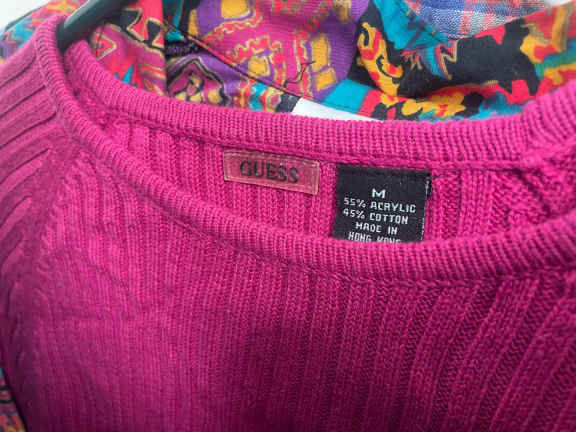 GUESS
M
55% ACRYLIC
45% COTTON
MADE IN
HONG KONG